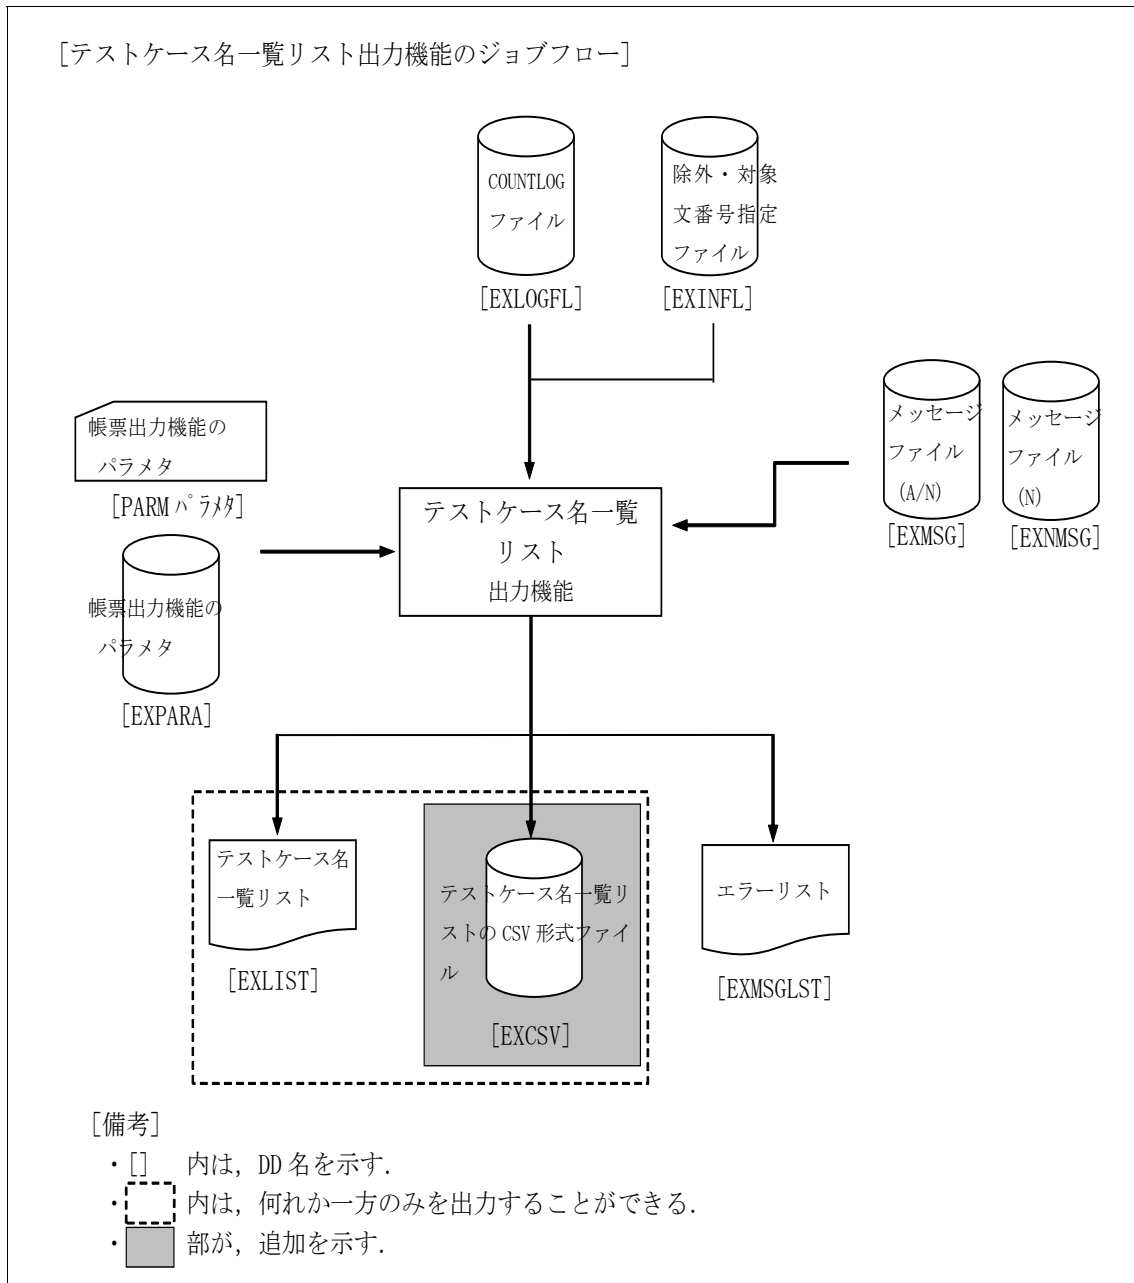 [テストケース名一覧リスト出力機能のジョブフロー]
COUNTLOG
ファイル
[EXLOGFL]
除外・対象
文番号指定
ファイル
[EXINFL]
メッセージ
ファイル
(A/N)
[EXMSG]
メッセージ
ファイル
(N)
[EXNMSG]
帳票出力機能の
パラメタ
[PARMパラメタ]
帳票出力機能の
パラメタ
[EXPARA]
テストケース名一覧
リスト
出力機能
テストケース名
一覧リスト
[EXLIST]
テストケース名一覧リ
ストの CSV 形式ファイ
ル
[EXCSV]
エラーリスト
[EXMSGLST]
[備考]
・[] 内は，DD 名を示す．
・ 内は，何れか一方のみを出力することができる．
・ 部が，追加を示す．